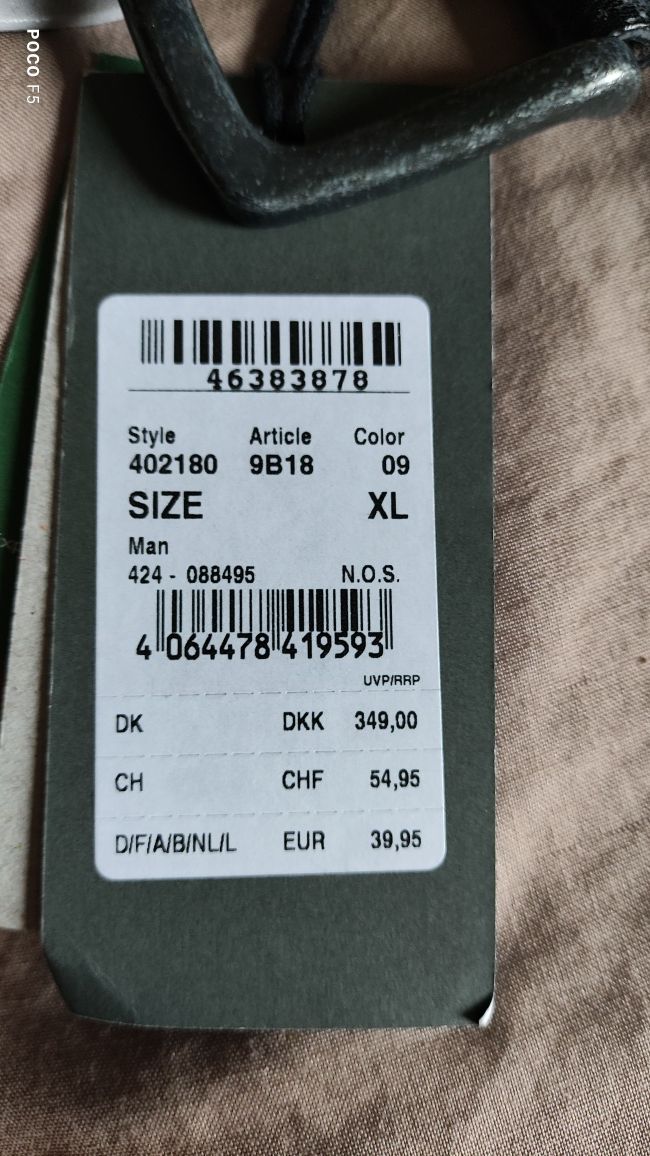 POCO F5
46383878
Style Article Color
402180 9B18 09
SIZE XL
Man
424 - 088495 N.O.S.
4 064478 419593
UVP/RRP
DK DKK 349,00
CH CHF 54,95
D/F/A/B/NL/L EUR 39,95